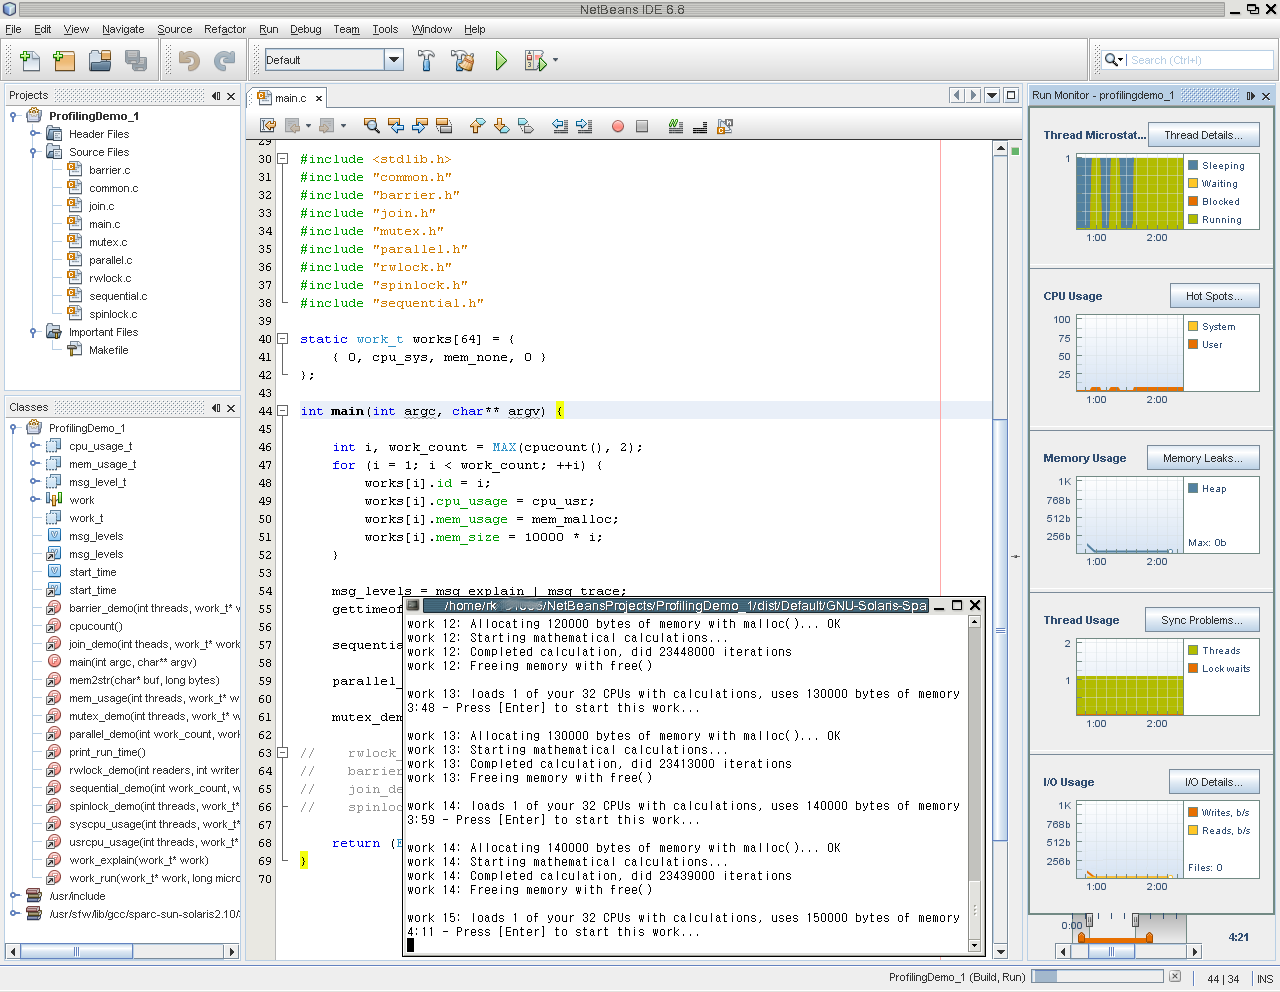 NetBeans IDE 6.8
File Edit View Navigate Source Refactor Run Debug Team Tools Window Help
Default
Search (Ctrl+I)
Projects
ProfilingDemo_1
Header Files
Source Files
barrier.c
common.c
join.c
main.c
mutex.c
parallel.c
rwlock.c
sequential.c
spinlock.c
Important Files
Makefile
Classes
ProfilingDemo_1
cpu_usage_t
mem_usage_t
msg_level_t
work
work_t
msg_levels
msg_levels
start_time
start_time
barrier_demo(int threads, work_t*
cpucount()
join_demo(int theads, work_t* work
main(int argc, char** argv)
mem2str(char* buf, long bytes)
mem_usage(int threads, work_t* w
mutex_demo(int threads, work_t* w
parallel_demo(int work_count, work
print_run_time()
rwlock_demo(int readers, int writer
sequential_demo(int work_count, w
spinlock_demo(int threads, work_t*
syscpu_usage(int threads, work_t*
usrcpu_usage(int threads, work_t*
work_explain(work_t* work)
work_run(work_t* work, long micro
/usr/include
/usr/sfw/lib/gcc/sparc-sun-solaris2.10/
main.c
29
30 #include <stdlib.h>
31 #include "common.h"
32 #include "barrier.h"
33 #include "join.h"
34 #include "mutex.h"
35 #include "parallel.h"
36 #include "rwlock.h"
37 #include "spinlock.h"
38 #include "sequential.h"
39
40 static work_t works[64] = {
41 { 0, cpu_sys, mem_none, 0 }
42 };
43
44 int main(int argc, char** argv) {
45
46 int i, work_count = MAX(cpucount(), 2);
47 for (i = 1; i < work_count; ++i) {
48 works[i].id = i;
49 works[i].cpu_usage = cpu_usr;
50 works[i].mem_usage = mem_malloc;
51 works[i].mem_size = 10000 * i;
52 }
53
54 msg_levels = msg_explain | msg_trace;
55 gettimeof
56
57 sequentia
58
59 parallel_
60
61 mutex_dem
62
63 // rwlock_
64 // barrier
65 // join_de
66 // spinloc
67
68 return (E
69 }
70
/home/rk /NetBeansProjects/ProfilingDemo_1/dist/Default/GNU-Solaris-Spa
work 12: Allocating 120000 bytes of memory with malloc()... OK
work 12: Starting mathematical calculations...
work 12: Completed calculation, did 23448000 iterations
work 12: Freeing memory with free()
work 13: loads 1 of your 32 CPUs with calculations, uses 130000 bytes of memory
3:48 - Press [Enter] to start this work...
work 13: Allocating 130000 bytes of memory with malloc()... OK
work 13: Starting mathematical calculations...
work 13: Completed calculation, did 23413000 iterations
work 13: Freeing memory with free()
work 14: loads 1 of your 32 CPUs with calculations, uses 140000 bytes of memory
3:59 - Press [Enter] to start this work...
work 14: Allocating 140000 bytes of memory with malloc()... OK
work 14: Starting mathematical calculations...
work 14: Completed calculation, did 23439000 iterations
work 14: Freeing memory with free()
work 15: loads 1 of your 32 CPUs with calculations, uses 150000 bytes of memory
4:11 - Press [Enter] to start this work...
Run Monitor - profilingdemo_1
Thread Microstat... Thread Details...
1
Sleeping
Waiting
Blocked
Running
1:00 2:00
CPU Usage Hot Spots...
100
75
50
25
System
User
1:00 2:00
Memory Usage Memory Leaks...
1K
768b
512b
256b
Heap
Max: 0b
1:00 2:00
Thread Usage Sync Problems...
2
1
Threads
Lock waits
1:00 2:00
I/O Usage I/O Details...
1K
768b
512b
256b
Writes, b/s
Reads, b/s
Files: 0
1:00 2:00
0:00
4:21
ProfilingDemo_1 (Build, Run)
44 | 34 INS